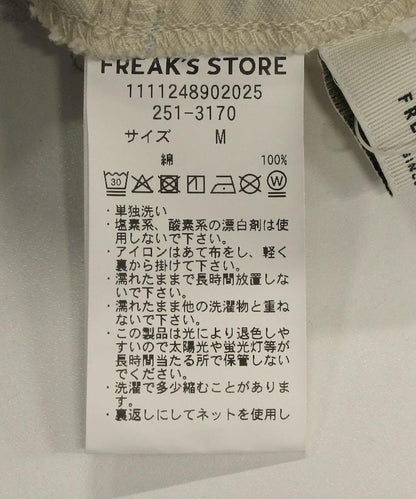 FREAK'S STORE
1111248902025
251-3170
サイズ M
綿 100%
30 W
・単独洗い
・塩素系、酸素系の漂白剤は使
用しないで下さい。
・アイロンはあて布をし、軽く
裏から掛けて下さい。
・濡れたままで長時間放置しな
いで下さい。
・濡れたまま他の洗濯物と重ね
ないで下さい。
・この製品は光により退色しや
すいので太陽光や蛍光灯等が
長時間当たる所で保管しない
でください。
・洗濯で多少縮むことがありま
す。
・裏返しにしてネットを使用し